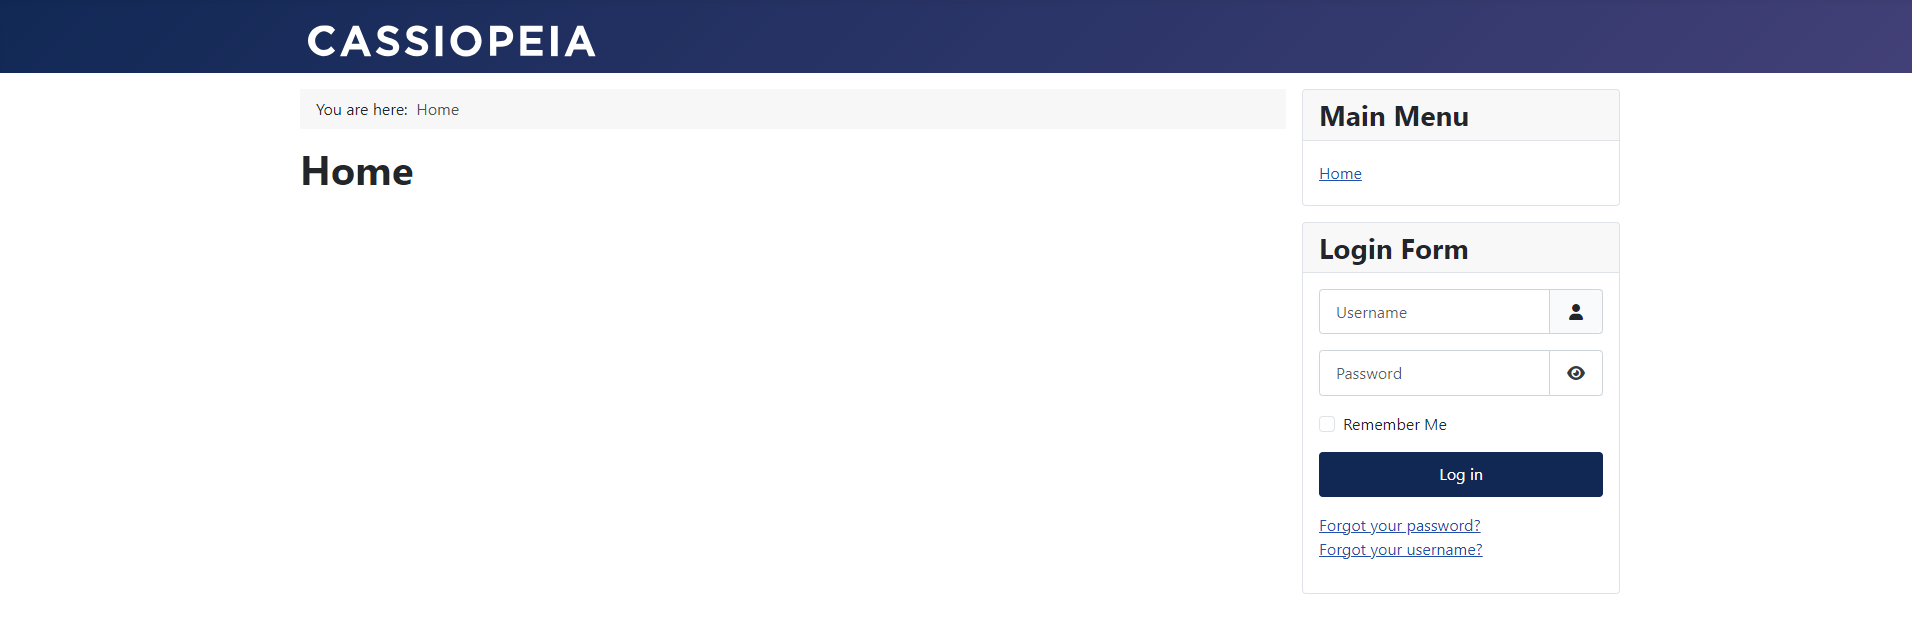 CASSIOPEIA
You are here: Home
Home
Main Menu
Home
Login Form
Username
Password
Remember Me
Log in
Forgot your password?
Forgot your username?